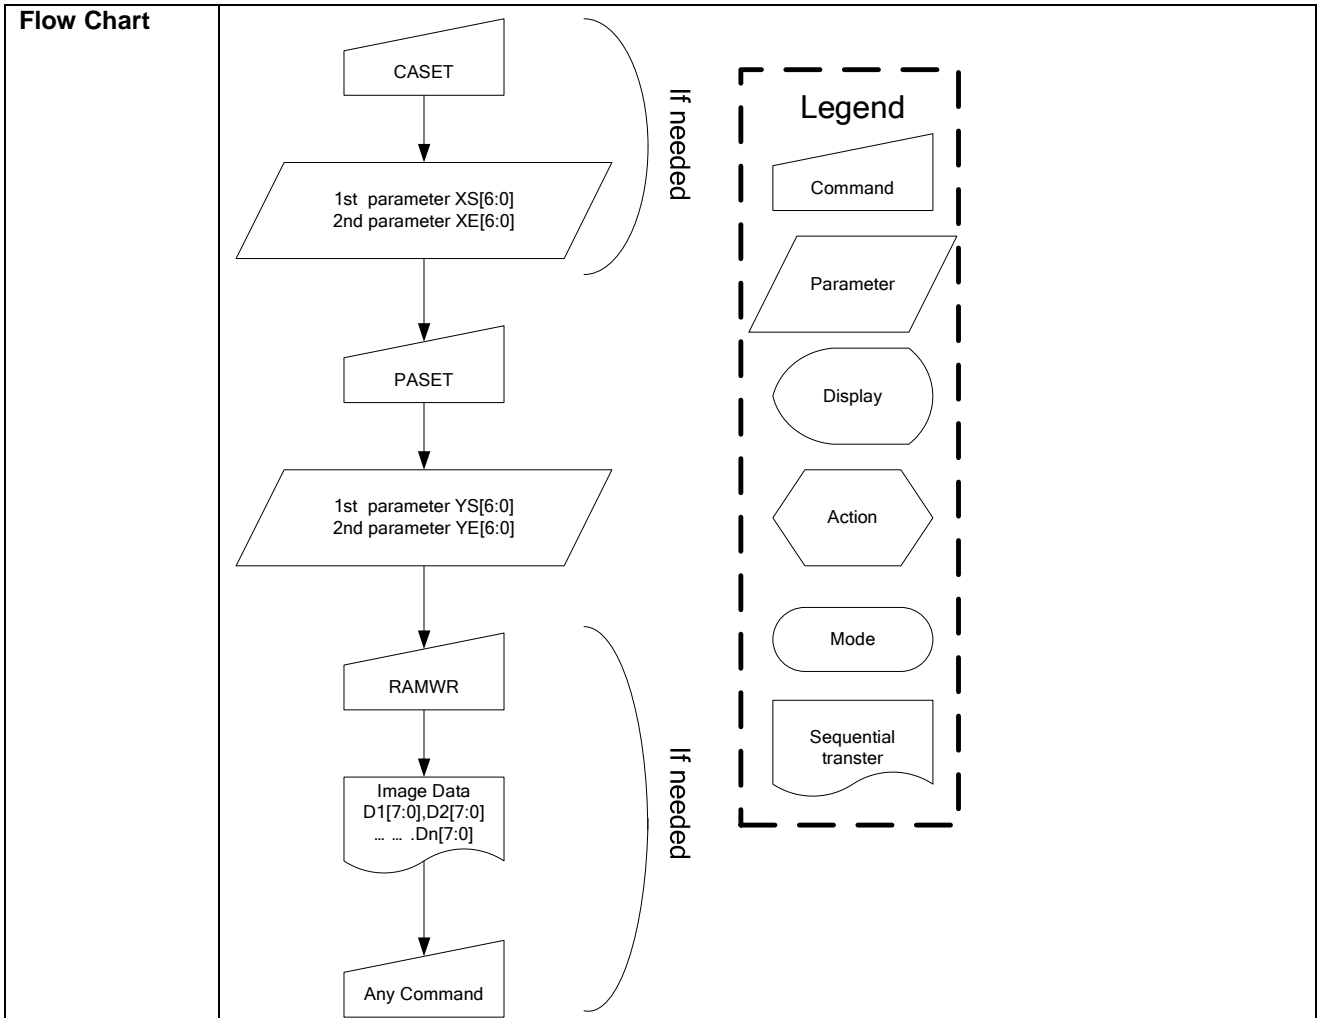 Flow Chart
CASET
1st parameter XS[6:0]
2nd parameter XE[6:0]
If needed
PASET
1st parameter YS[6:0]
2nd parameter YE[6:0]
RAMWR
Image Data
D1[7:0],D2[7:0]
... ... .Dn[7:0]
Any Command
If needed
Legend
Command
Parameter
Display
Action
Mode
Sequential
transter